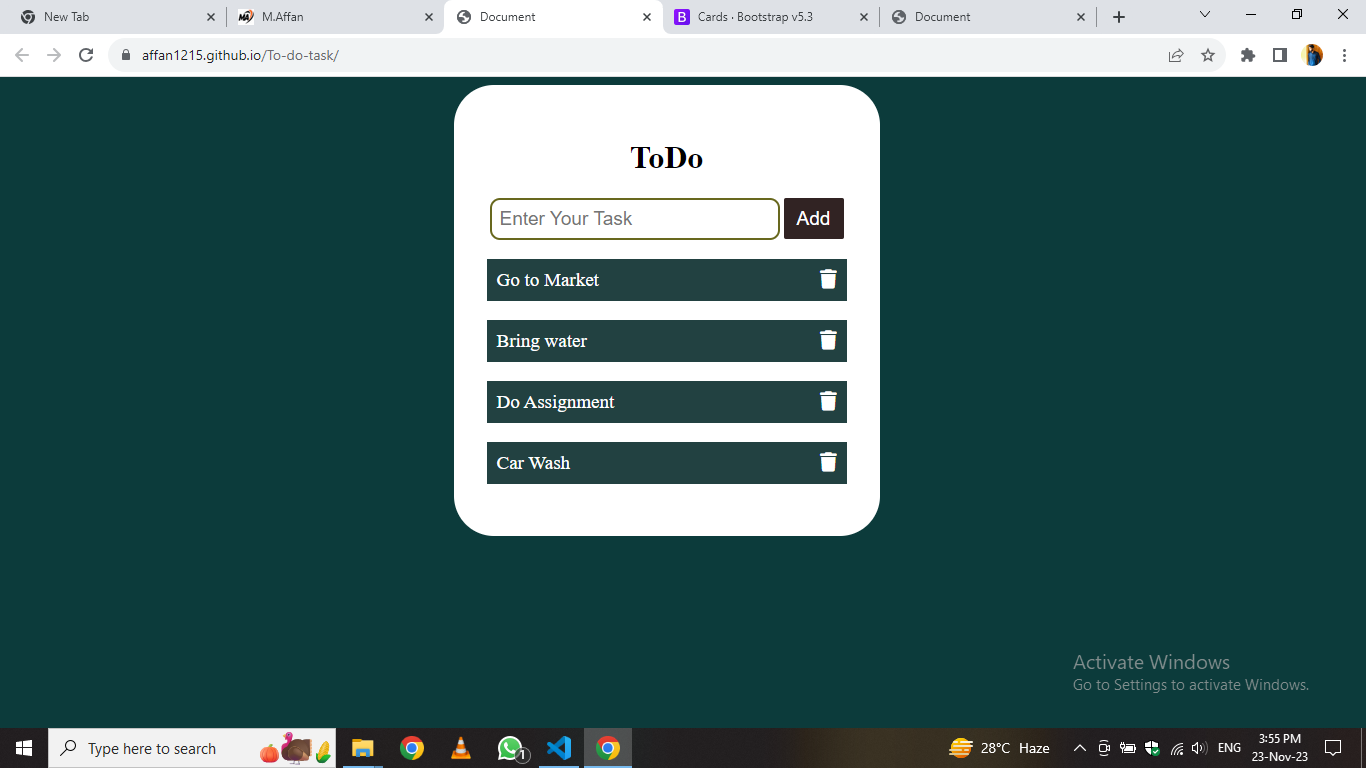 New Tab
M.Affan
Document
Cards · Bootstrap v5.3
Document
affan1215.github.io/To-do-task/
ToDo
Enter Your Task
Add
Go to Market
Bring water
Do Assignment
Car Wash
Activate Windows
Go to Settings to activate Windows.
Type here to search
1
28°C Haze
ENG
3:55 PM
23-Nov-23